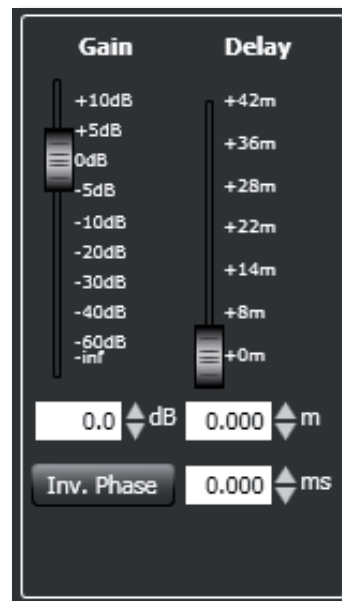 Gain Delay
+10dB +42m
+5dB
0dB +36m
-5dB +28m
-10dB +22m
-20dB
-30dB +14m
-40dB +8m
-60dB
-inf +0m
0.0 dB 0.000 m
Inv. Phase 0.000 ms